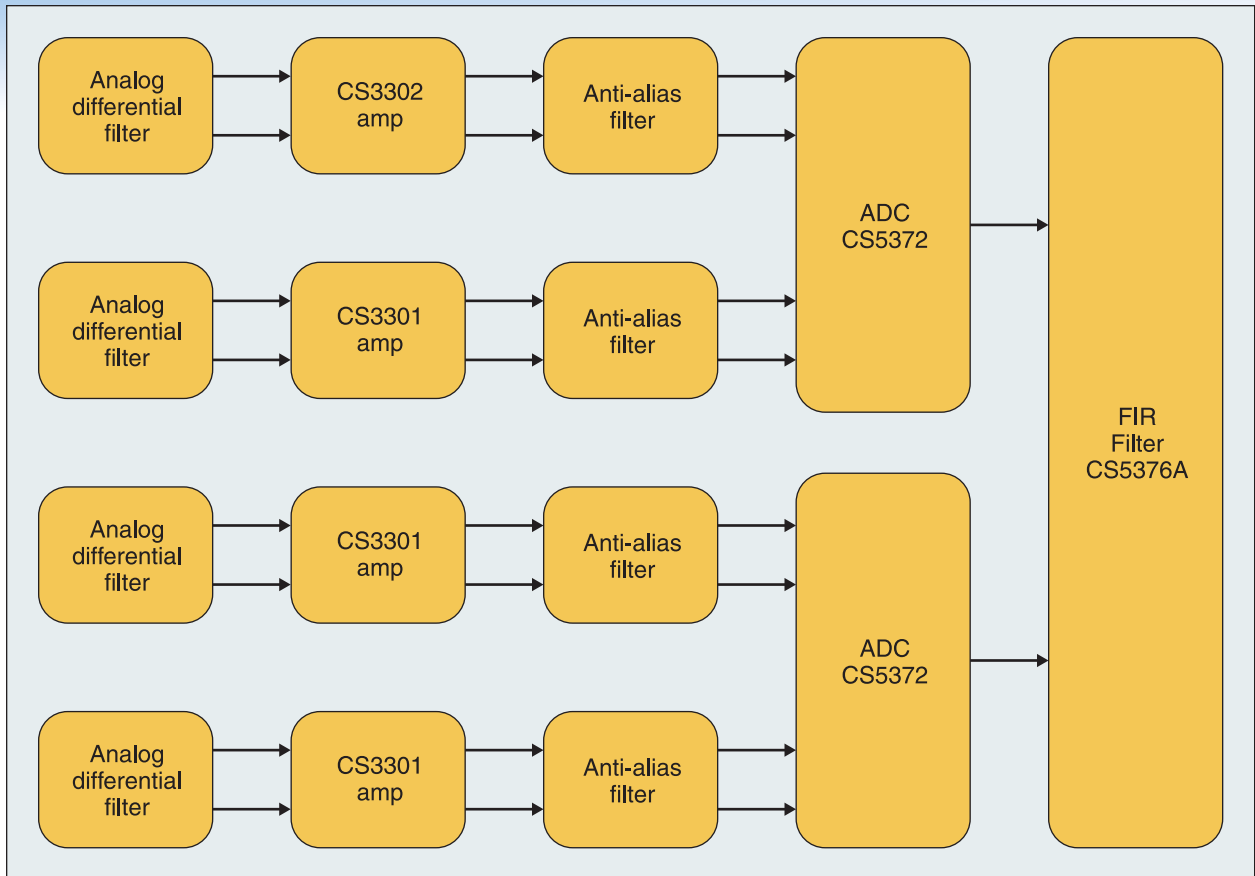 Analog
differential
filter
CS3302
amp
Anti-alias
filter
Analog
differential
filter
CS3301
amp
Anti-alias
filter
ADC
CS5372
Analog
differential
filter
CS3301
amp
Anti-alias
filter
Analog
differential
filter
CS3301
amp
Anti-alias
filter
ADC
CS5372
FIR
Filter
CS5376A